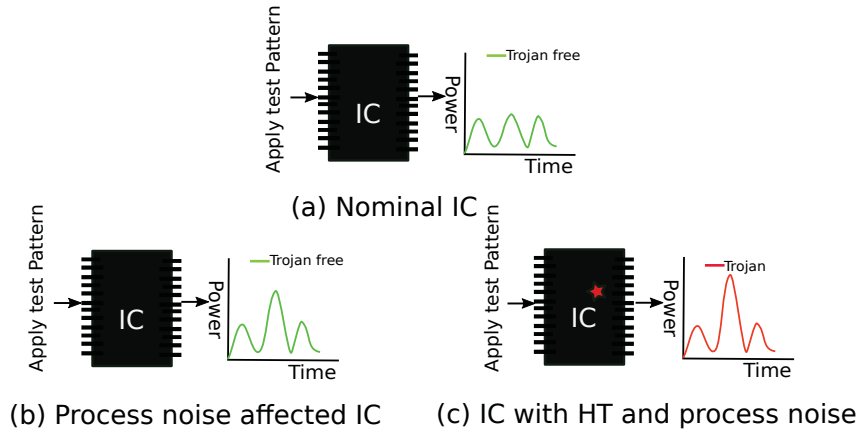 Apply test Pattern
IC
Power
Trojan free
Time
(a) Nominal IC
Apply test Pattern
IC
Power
Trojan free
Time
(b) Process noise affected IC
Apply test Pattern
IC
Power
Trojan
Time
(c) IC with HT and process noise